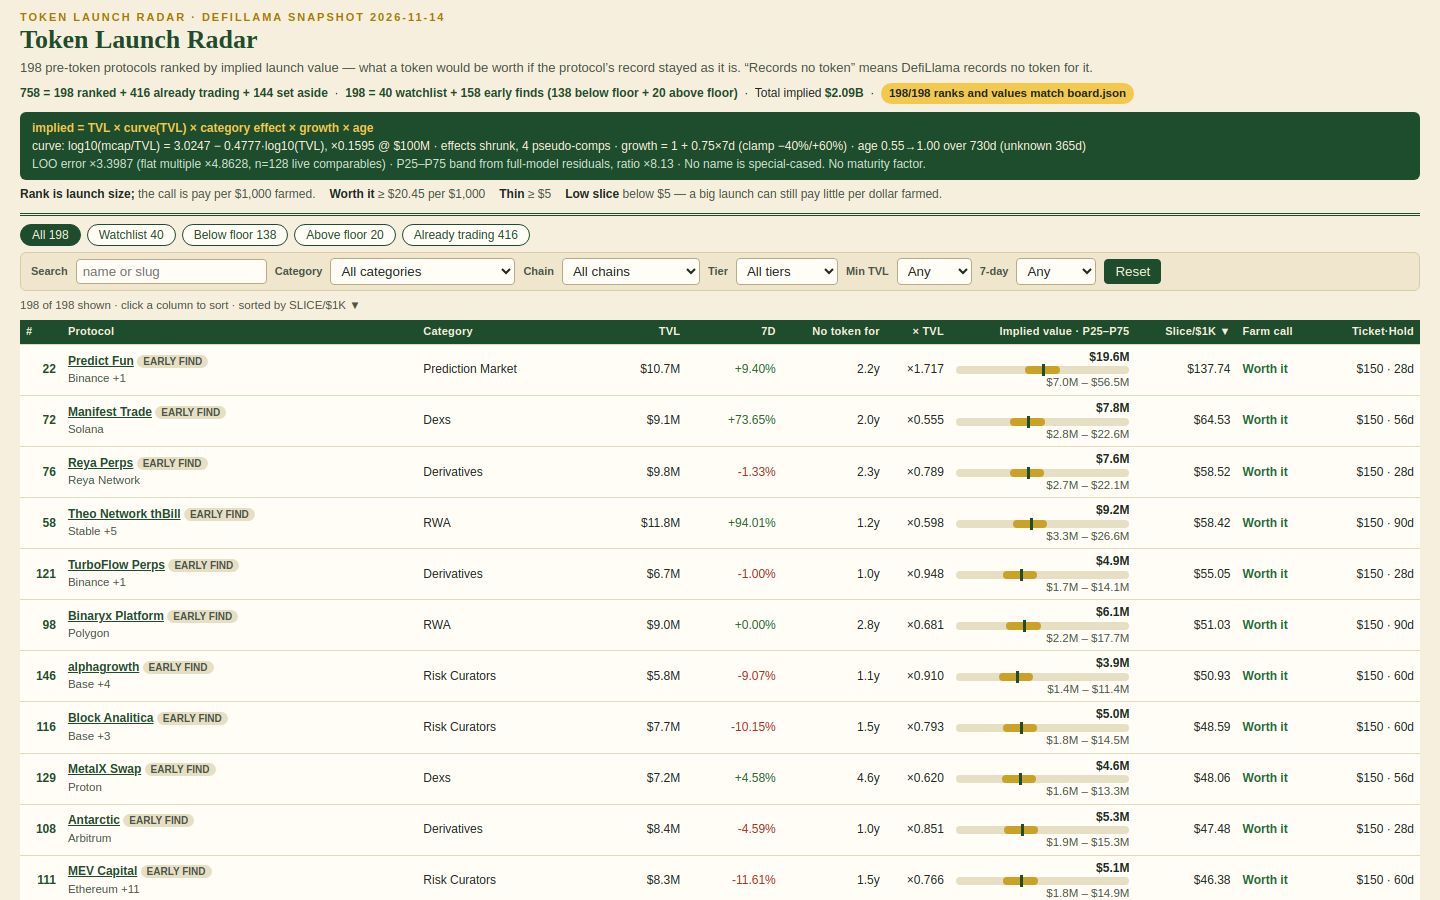 TOKEN LAUNCH RADAR · DEFILLAMA SNAPSHOT 2026-11-14
Token Launch Radar
198 pre-token protocols ranked by implied launch value — what a token would be worth if the protocol's record stayed as it is. “Records no token” means DefiLlama records no token for it.
758 = 198 ranked + 416 already trading + 144 set aside · 198 = 40 watchlist + 158 early finds (138 below floor + 20 above floor) · Total implied $2.09B · 198/198 ranks and values match board.json
implied = TVL × curve(TVL) × category effect × growth × age
curve: log10(mcap/TVL) = 3.0247 − 0.4777·log10(TVL), ×0.1595 @ $100M · effects shrunk, 4 pseudo-comps · growth = 1 + 0.75×7d (clamp −40%/+60%) · age 0.55→1.00 over 730d (unknown 365d)
LOO error ×3.3987 (flat multiple ×4.8628, n=128 live comparables) · P25–P75 band from full-model residuals, ratio ×8.13 · No name is special-cased. No maturity factor.
Rank is launch size; the call is pay per $1,000 farmed. Worth it ≥ $20.45 per $1,000 Thin ≥ $5 Low slice below $5 — a big launch can still pay little per dollar farmed.
All 198 Watchlist 40 Below floor 138 Above floor 20 Already trading 416
Search name or slug Category All categories Chain All chains Tier All tiers Min TVL Any 7-day Any Reset
198 of 198 shown · click a column to sort · sorted by SLICE/$1K ▼
# Protocol Category TVL 7D No token for × TVL Implied value · P25–P75 Slice/$1K ▼ Farm call Ticket·Hold
22 Predict Fun EARLY FIND Binance +1 Prediction Market $10.7M +9.40% 2.2y ×1.717 $19.6M $7.0M – $56.5M $137.74 Worth it $150 · 28d
72 Manifest Trade EARLY FIND Solana Dexs $9.1M +73.65% 2.0y ×0.555 $7.8M $2.8M – $22.6M $64.53 Worth it $150 · 56d
76 Reya Perps EARLY FIND Reya Network Derivatives $9.8M -1.33% 2.3y ×0.789 $7.6M $2.7M – $22.1M $58.52 Worth it $150 · 28d
58 Theo Network thBill EARLY FIND Stable +5 RWA $11.8M +94.01% 1.2y ×0.598 $9.2M $3.3M – $26.6M $58.42 Worth it $150 · 90d
121 TurboFlow Perps EARLY FIND Binance +1 Derivatives $6.7M -1.00% 1.0y ×0.948 $4.9M $1.7M – $14.1M $55.05 Worth it $150 · 28d
98 Binaryx Platform EARLY FIND Polygon RWA $9.0M +0.00% 2.8y ×0.681 $6.1M $2.2M – $17.7M $51.03 Worth it $150 · 90d
146 alphagrowth EARLY FIND Base +4 Risk Curators $5.8M -9.07% 1.1y ×0.910 $3.9M $1.4M – $11.4M $50.93 Worth it $150 · 60d
116 Block Analitica EARLY FIND Base +3 Risk Curators $7.7M -10.15% 1.5y ×0.793 $5.0M $1.8M – $14.5M $48.59 Worth it $150 · 60d
129 MetalX Swap EARLY FIND Proton Dexs $7.2M +4.58% 4.6y ×0.620 $4.6M $1.6M – $13.3M $48.06 Worth it $150 · 56d
108 Antarctic EARLY FIND Arbitrum Derivatives $8.4M -4.59% 1.0y ×0.851 $5.3M $1.9M – $15.3M $47.48 Worth it $150 · 28d
111 MEV Capital EARLY FIND Ethereum +11 Risk Curators $8.3M -11.61% 1.5y ×0.766 $5.1M $1.8M – $14.9M $46.38 Worth it $150 · 60d